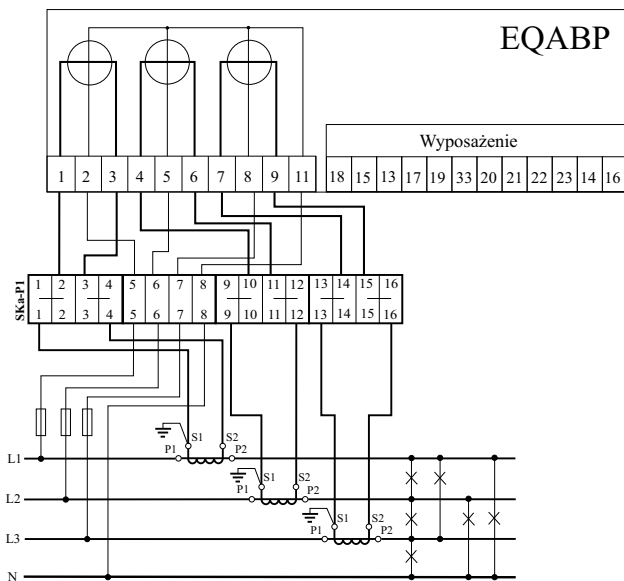 EQABP
Wyposażenie
1 2 3 4 5 6 7 8 9 11
18 15 13 17 19 33 20 21 22 23 14 16
SKa-P1
1 2 3 4 5 6 7 8 9 10 11 12 13 14 15 16
1 2 3 4 5 6 7 8 9 10 11 12 13 14 15 16
S1 S2
L1 P1 P2
S1 S2
L2 P1 P2
S1 S2
L3 P1 P2
N